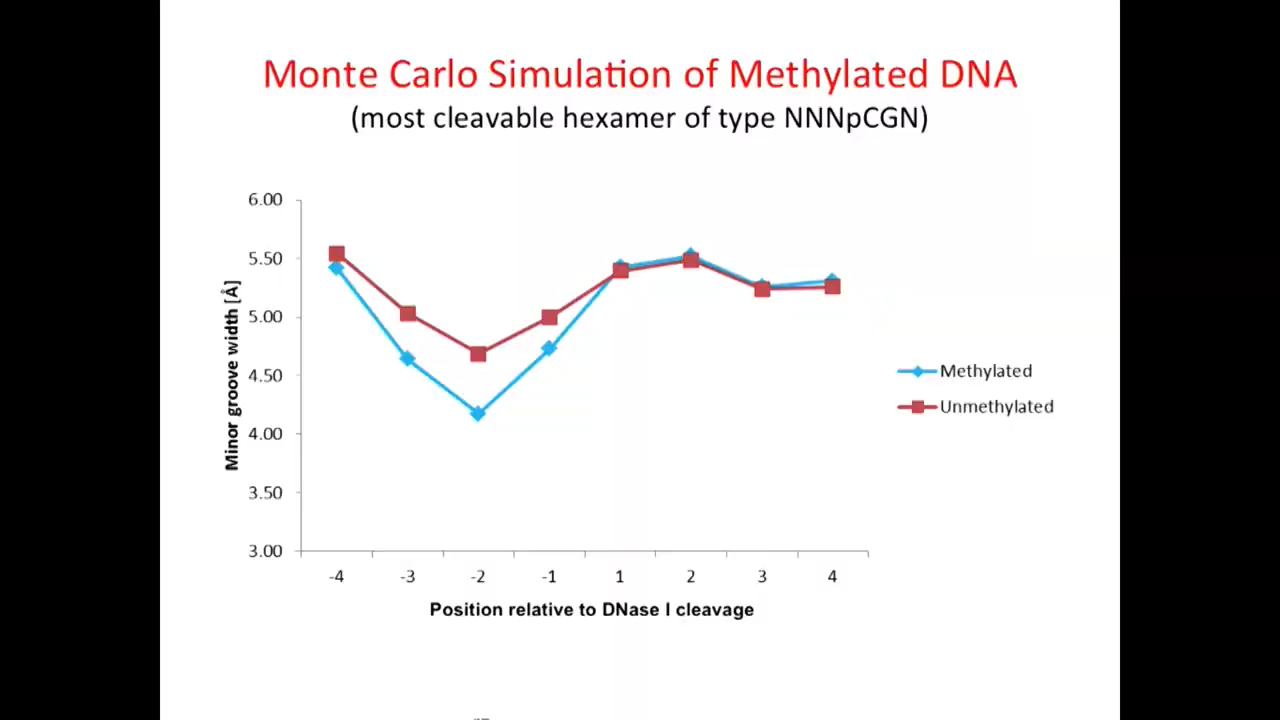 Monte Carlo Simulation of Methylated DNA
(most cleavable hexamer of type NNNpCGN)
6.00
5.50
5.00
4.50
4.00
3.50
3.00
Minor groove width [Å]
-4 -3 -2 -1 1 2 3 4
Position relative to DNase I cleavage
Methylated
Unmethylated